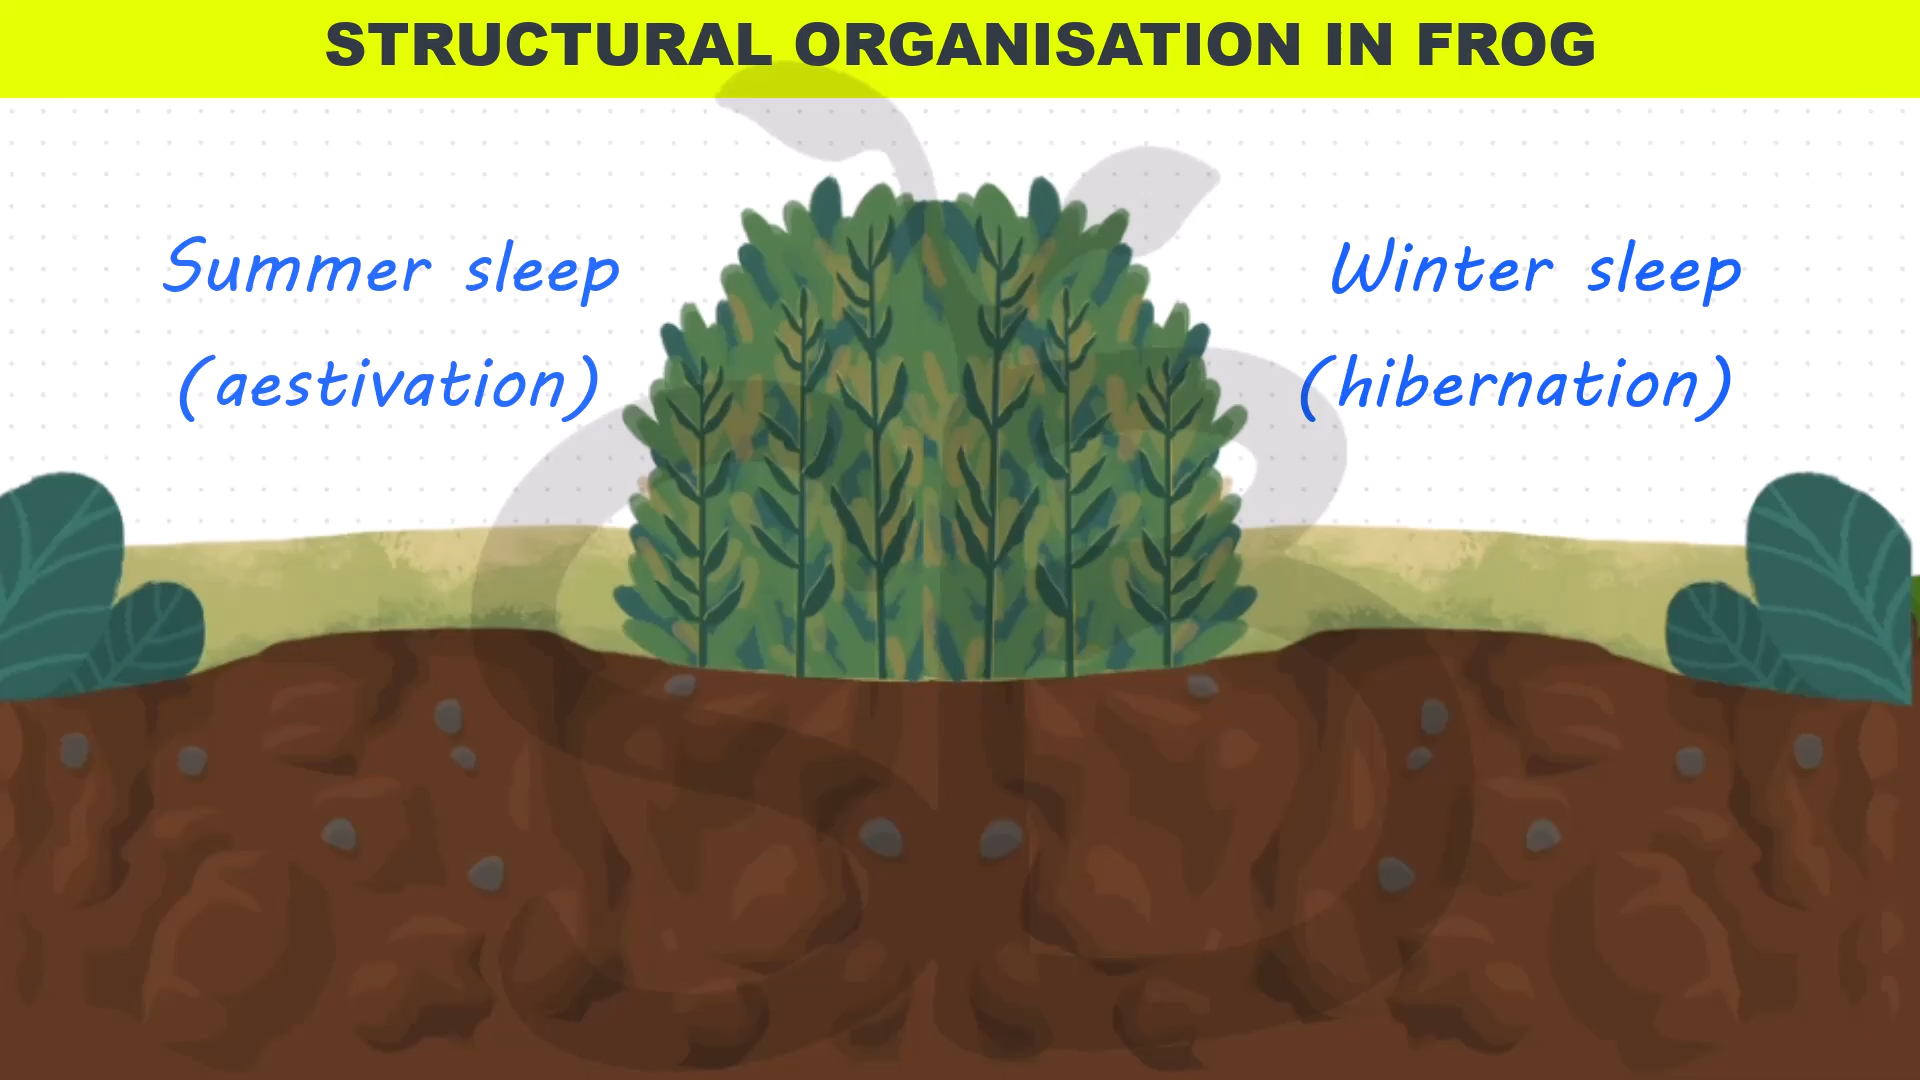 STRUCTURAL ORGANISATION IN FROG
Summer sleep
(aestivation)
Winter sleep
(hibernation)